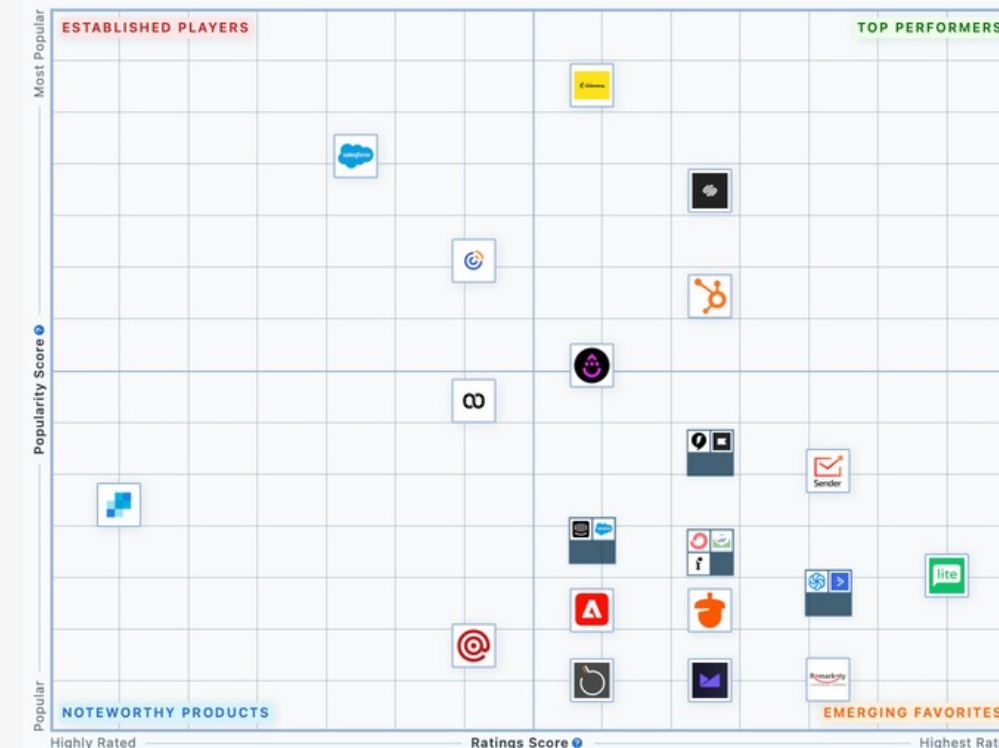 ESTABLISHED PLAYERS
TOP PERFORMERS
Most Popular
Popularity Score
Popular
salesforce
Sender
lite
Remarkety
NOTEWORTHY PRODUCTS
EMERGING FAVORITES
Highly Rated
Ratings Score
Highest Rat